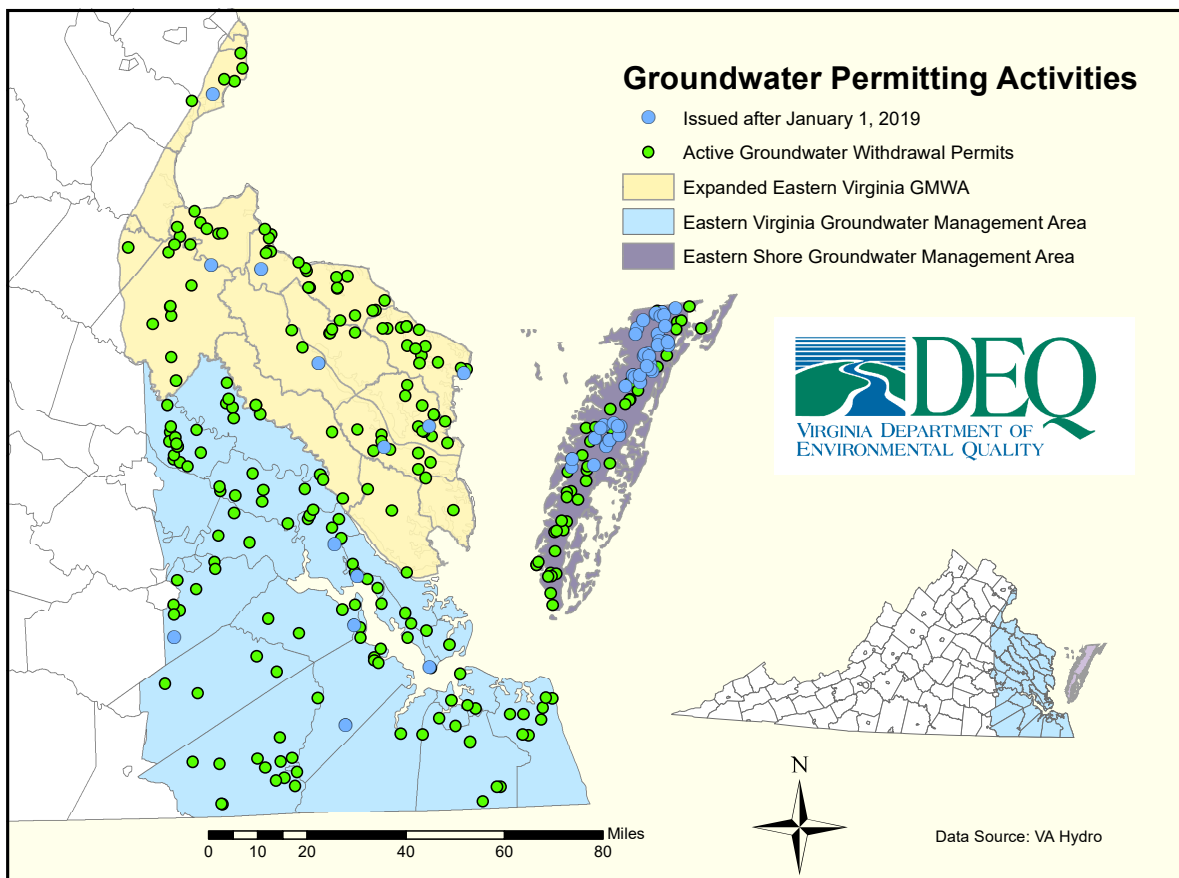 Groundwater Permitting Activities
Issued after January 1, 2019
Active Groundwater Withdrawal Permits
Expanded Eastern Virginia GMWA
Eastern Virginia Groundwater Management Area
Eastern Shore Groundwater Management Area
DEQ
VIRGINIA DEPARTMENT OF
ENVIRONMENTAL QUALITY
N
Miles
0 10 20 40 60 80
Data Source: VA Hydro